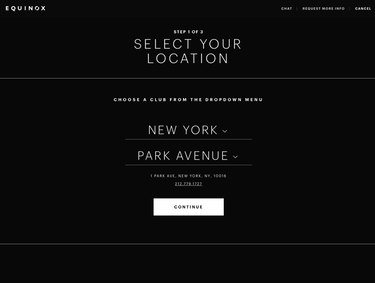 EQUINOX
CHAT
REQUEST MORE INFO
CANCEL
STEP 1 OF 3
SELECT YOUR
LOCATION
CHOOSE A CLUB FROM THE DROPDOWN MENU
NEW YORK
PARK AVENUE
1 PARK AVE, NEW YORK, NY, 10016
212.778.1727
CONTINUE